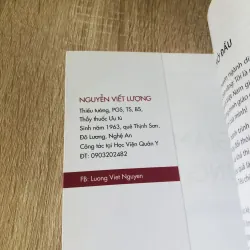 NGUYỄN VIẾT LƯỢNG
Thiếu tướng, PGS, TS, BS,
Thầy thuốc Ưu tú
Sinh năm 1963, quê Thịnh Sơn,
Đô Lương, Nghệ An
Công tác tại Học Viện Quân Y
ĐT: 0903202482
FB: Luong Viet Nguyen